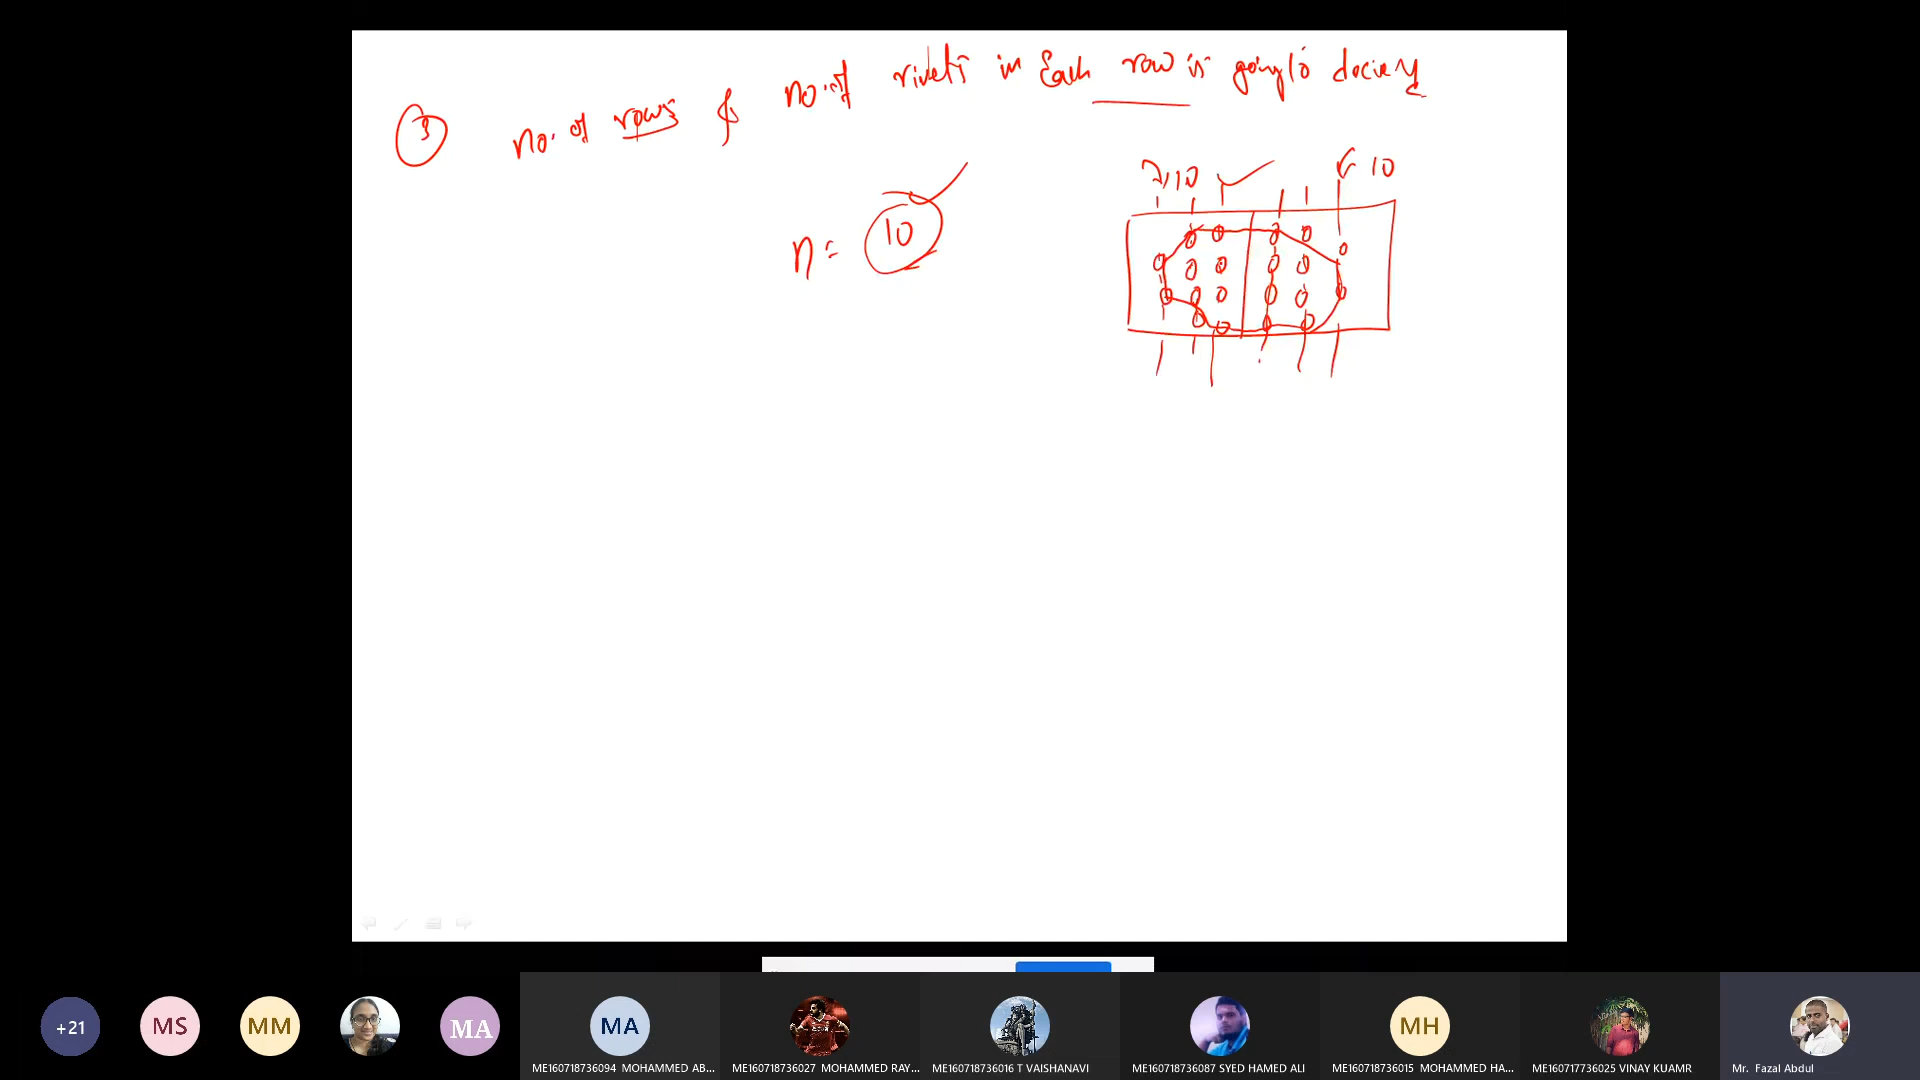 ③ no. of rows & no. of rivets in Each row is going to
n = 10
10
10
+21
MS
MM
MA
MA
MH
ME160718736094 MOHAMMED AB...
ME160718736027 MOHAMMED RAY...
ME160718736016 T VAISHANAVI
ME160718736087 SYED HAMED ALI
ME160718736015 MOHAMMED HA...
ME160717736025 VINAY KUAMR
Mr. Fazal Abdul